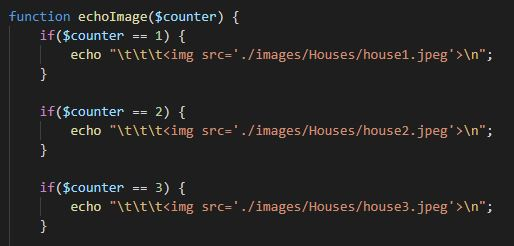 function echoImage($counter) {
if($counter == 1) {
echo "\t\t\t<img src='./images/Houses/house1.jpeg'>\n";
}
if($counter == 2) {
echo "\t\t\t<img src='./images/Houses/house2.jpeg'>\n";
}
if($counter == 3) {
echo "\t\t\t<img src='./images/Houses/house3.jpeg'>\n";
}